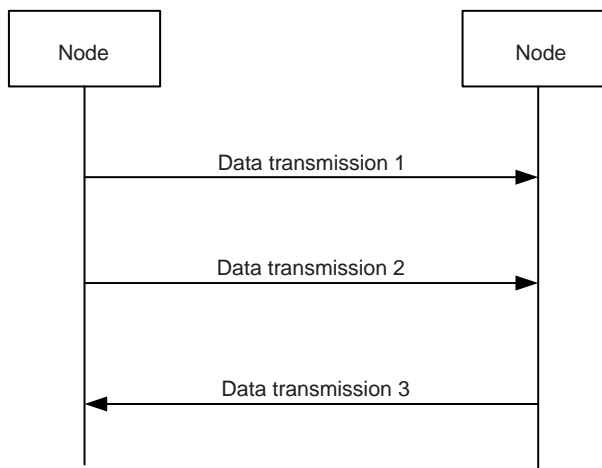 Node
Node
Data transmission 1
Data transmission 2
Data transmission 3